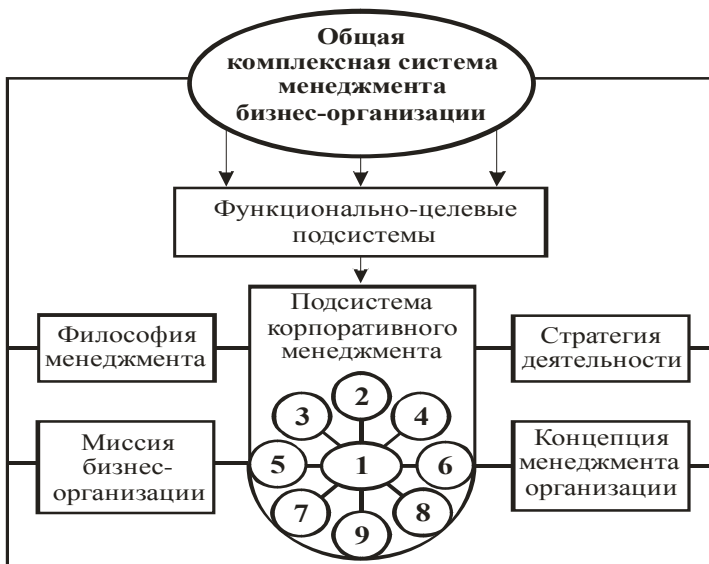 Общая
комплексная система
менеджмента
бизнес-организации
Функционально-целевые
подсистемы
Подсистема
корпоративного
менеджмента
Философия
менеджмента
Стратегия
деятельности
Миссия
бизнес-
организации
Концепция
менеджмента
организации
2
3
4
5
1
6
7
8
9